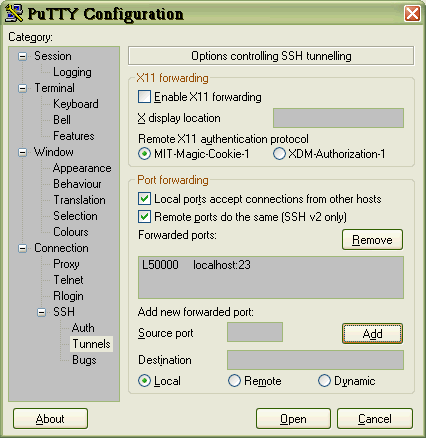 PuTTY Configuration
Category:
Session
Logging
Terminal
Keyboard
Bell
Features
Window
Appearance
Behaviour
Translation
Selection
Colours
Connection
Proxy
Telnet
Rlogin
SSH
Auth
Tunnels
Bugs
Options controlling SSH tunnelling
X11 forwarding
Enable X11 forwarding
X display location
Remote X11 authentication protocol
MIT-Magic-Cookie-1 XDM-Authorization-1
Port forwarding
Local ports accept connections from other hosts
Remote ports do the same (SSH v2 only)
Forwarded ports: Remove
L50000 localhost:23
Add new forwarded port:
Source port Add
Destination
Local Remote Dynamic
About Open Cancel